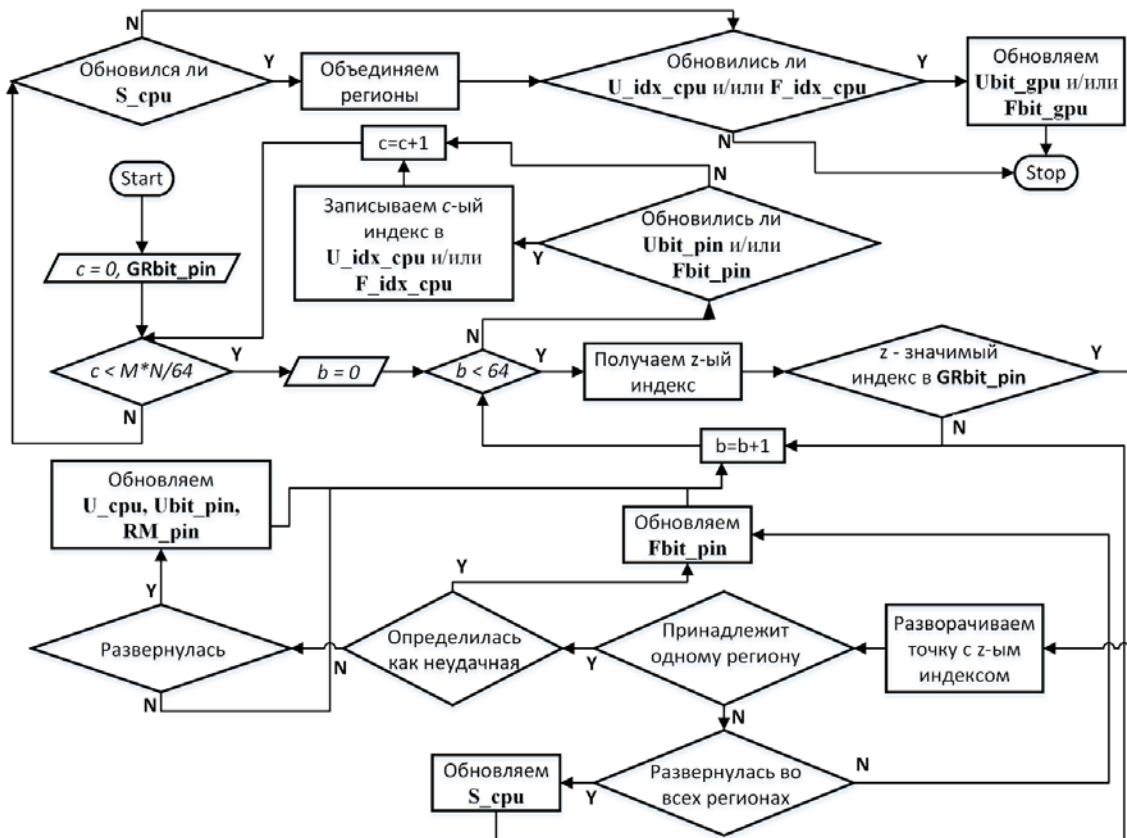 N
N
Обновился ли
S_cpu
Y
Объединяем
регионы
Обновились ли
U_idx_cpu и/или F_idx_cpu
Y
Обновляем
Ubit_gpu и/или
Fbit_gpu
N
c=c+1
N
Start
Stop
Записываем c-ый
индекс в
U_idx_cpu и/или
F_idx_cpu
Y
Обновились ли
Ubit_pin и/или
Fbit_pin
c = 0, GRbit_pin
N
c < M*N/64
Y
b = 0
b < 64
Y
Получаем z-ый
индекс
z - значимый
индекс в GRbit_pin
Y
N
N
b=b+1
Обновляем
U_cpu, Ubit_pin,
RM_pin
Обновляем
Fbit_pin
Y
Y
Развернулась
Определилась
как неудачная
Принадлежит
одному региону
Разворачиваем
точку с z-ым
индексом
N
Y
N
N
Обновляем
S_cpu
Y
Развернулась во
всех регионах
N